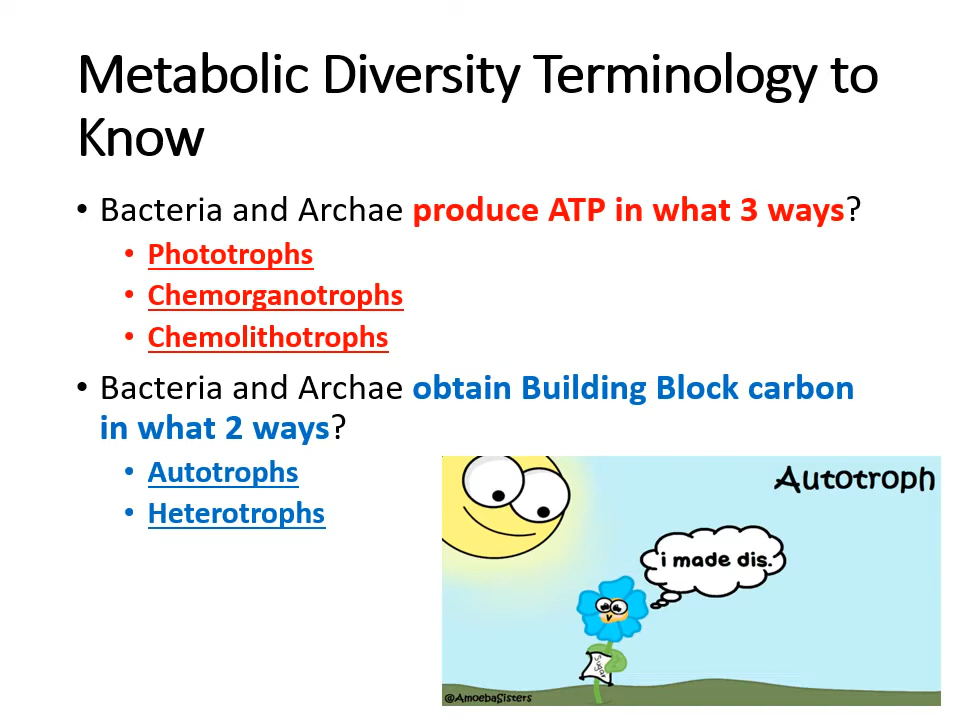 Metabolic Diversity Terminology to
Know
• Bacteria and Archae produce ATP in what 3 ways?
• Phototrophs
• Chemorganotrophs
• Chemolithotrophs
• Bacteria and Archae obtain Building Block carbon
in what 2 ways?
• Autotrophs
• Heterotrophs
Autotroph
i made dis.
Sugar
@AmoebaSisters